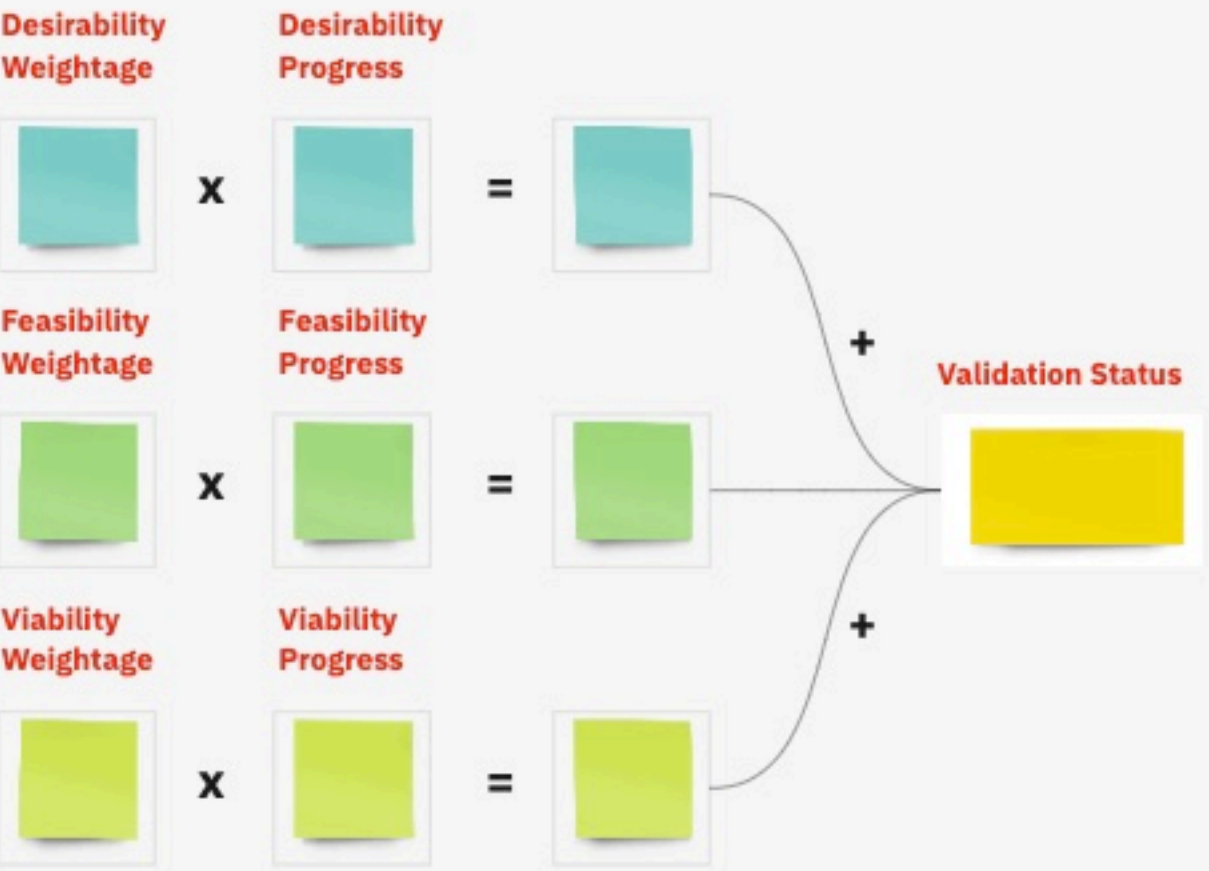 Desirability
Weightage
Desirability
Progress
x
=
+
Feasibility
Weightage
Feasibility
Progress
x
=
Validation Status
+
Viability
Weightage
Viability
Progress
x
=